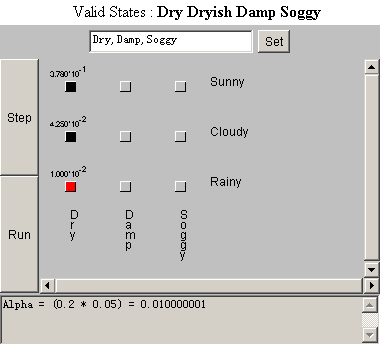 Valid States : Dry Dryish Damp Soggy
Dry, Damp, Soggy
Set
Step
Run
3.780*10^-1
Sunny
4.250*10^-2
Cloudy
1.000*10^-2
Rainy
Dry
Damp
Soggy
Alpha = (0.2 * 0.05) = 0.010000001